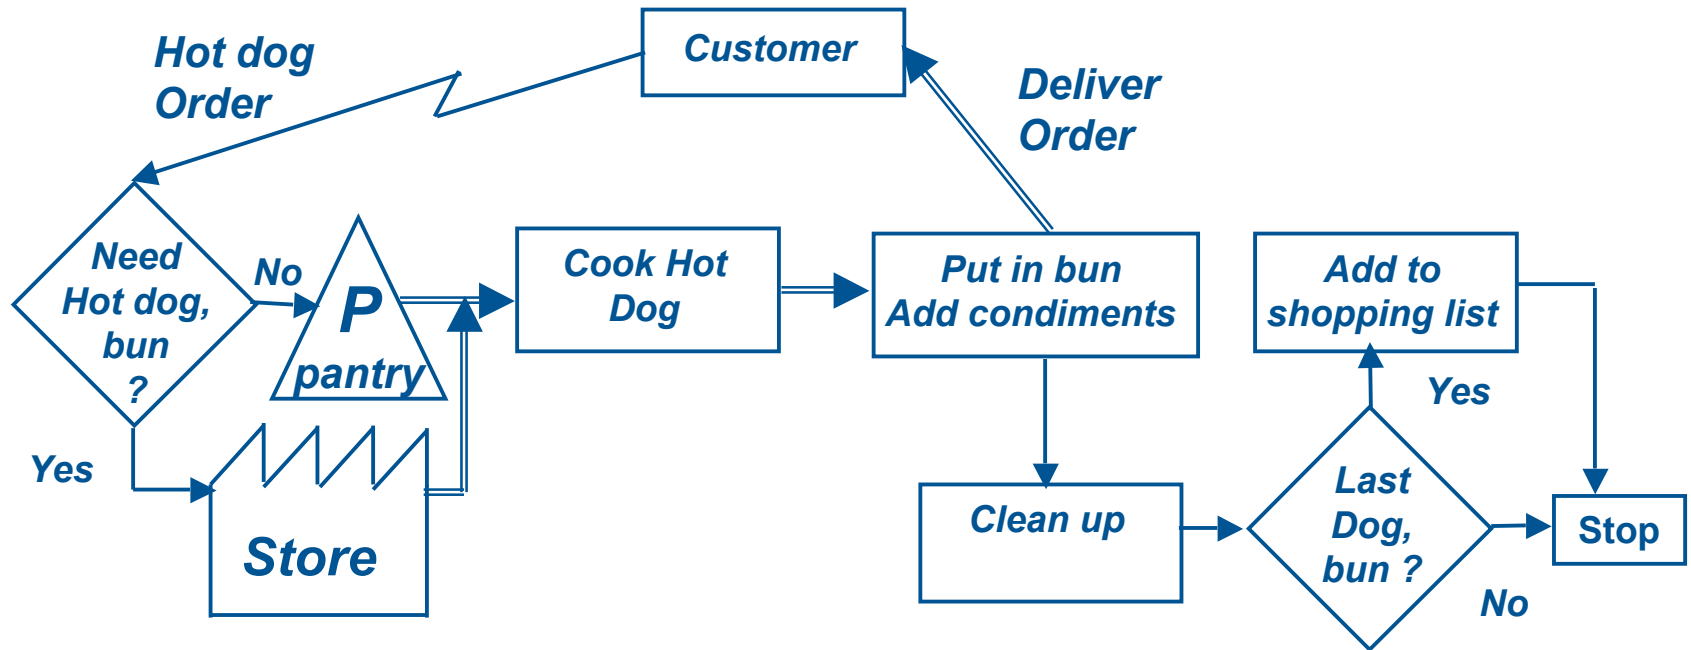 Hot dog
Order
Customer
Deliver
Order
Need
Hot dog,
bun
?
No
P
pantry
Yes
Store
Cook Hot
Dog
Put in bun
Add condiments
Clean up
Add to
shopping list
Yes
Last
Dog,
bun ?
No
Stop